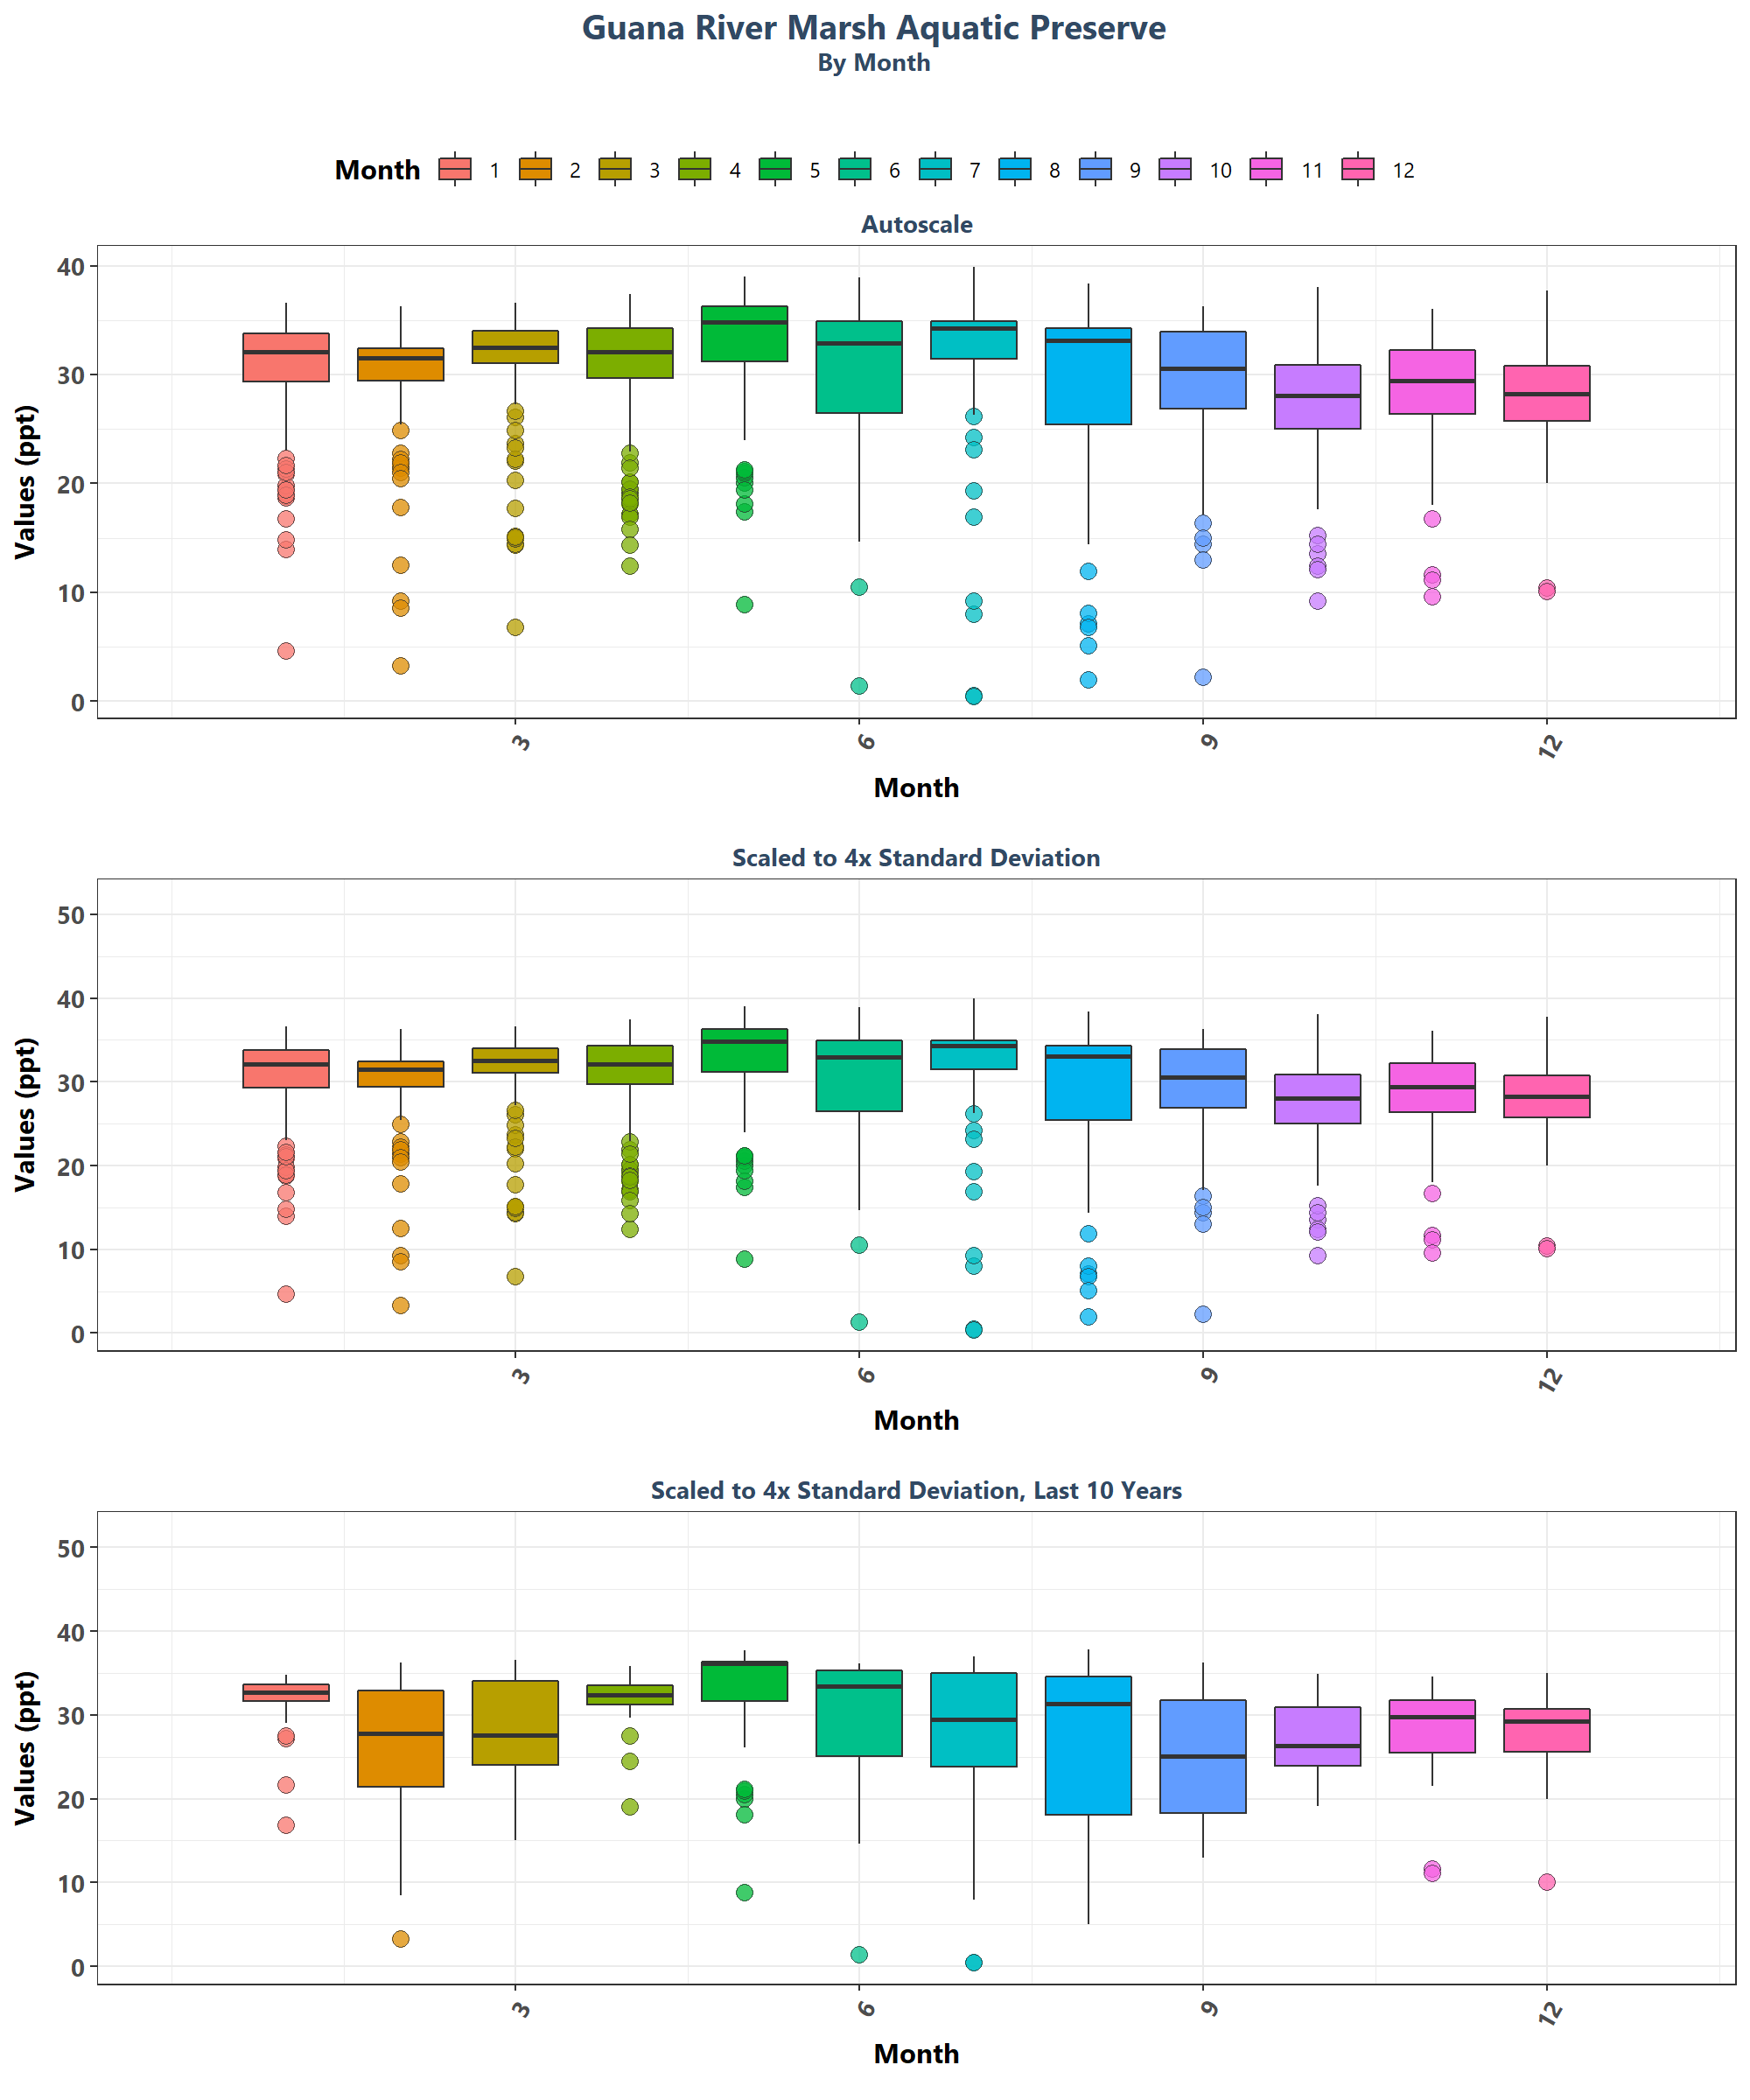 Guana River Marsh Aquatic Preserve
By Month
Month 1 2 3 4 5 6 7 8 9 10 11 12
Autoscale
Values (ppt)
40
30
20
10
0
3 6 9 12
Month
Scaled to 4x Standard Deviation
Values (ppt)
50
40
30
20
10
0
3 6 9 12
Month
Scaled to 4x Standard Deviation, Last 10 Years
Values (ppt)
50
40
30
20
10
0
3 6 9 12
Month